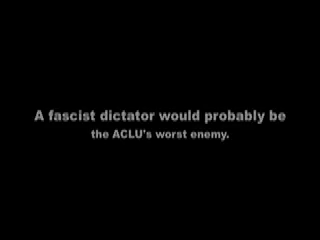 A fascist dictator would probably be
the ACLU's worst enemy.